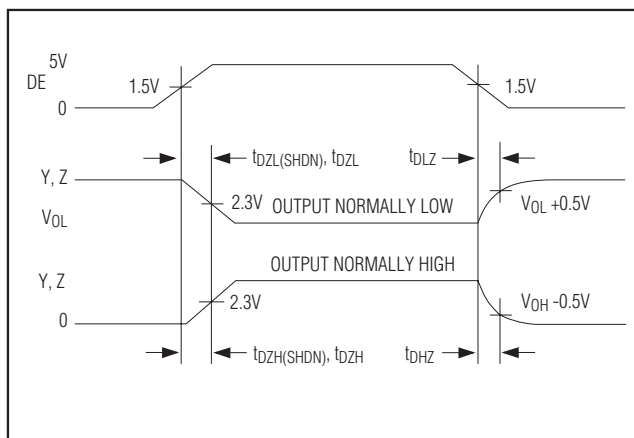 5V
DE
1.5V
1.5V
0
tDZL(SHDN), tDZL
tDLZ
Y, Z
2.3V
OUTPUT NORMALLY LOW
VOL +0.5V
VOL
OUTPUT NORMALLY HIGH
Y, Z
2.3V
VOH -0.5V
0
tDZH(SHDN), tDZH
tDHZ